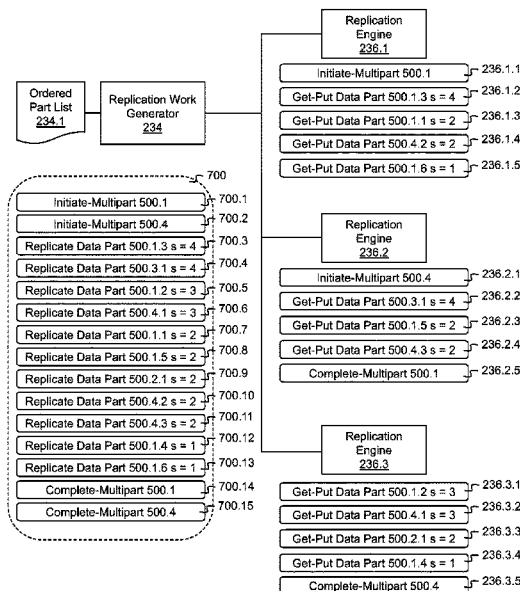 Ordered
Part List
234.1
Replication Work
Generator
234
700
Initiate-Multipart 500.1
700.1
Initiate-Multipart 500.4
700.2
Replicate Data Part 500.1.3 s = 4
700.3
Replicate Data Part 500.3.1 s = 4
700.4
Replicate Data Part 500.1.2 s = 3
700.5
Replicate Data Part 500.4.1 s = 3
700.6
Replicate Data Part 500.1.1 s = 2
700.7
Replicate Data Part 500.1.5 s = 2
700.8
Replicate Data Part 500.2.1 s = 2
700.9
Replicate Data Part 500.4.2 s = 2
700.10
Replicate Data Part 500.4.3 s = 2
700.11
Replicate Data Part 500.1.4 s = 1
700.12
Replicate Data Part 500.1.6 s = 1
700.13
Complete-Multipart 500.1
700.14
Complete-Multipart 500.4
700.15
Replication
Engine
236.1
Initiate-Multipart 500.1
236.1.1
Get-Put Data Part 500.1.3 s = 4
236.1.2
Get-Put Data Part 500.1.1 s = 2
236.1.3
Get-Put Data Part 500.4.2 s = 2
236.1.4
Get-Put Data Part 500.1.6 s = 1
236.1.5
Replication
Engine
236.2
Initiate-Multipart 500.4
236.2.1
Get-Put Data Part 500.3.1 s = 4
236.2.2
Get-Put Data Part 500.1.5 s = 2
236.2.3
Get-Put Data Part 500.4.3 s = 2
236.2.4
Complete-Multipart 500.1
236.2.5
Replication
Engine
236.3
Get-Put Data Part 500.1.2 s = 3
236.3.1
Get-Put Data Part 500.4.1 s = 3
236.3.2
Get-Put Data Part 500.2.1 s = 2
236.3.3
Get-Put Data Part 500.1.4 s = 1
236.3.4
Complete-Multipart 500.4
236.3.5